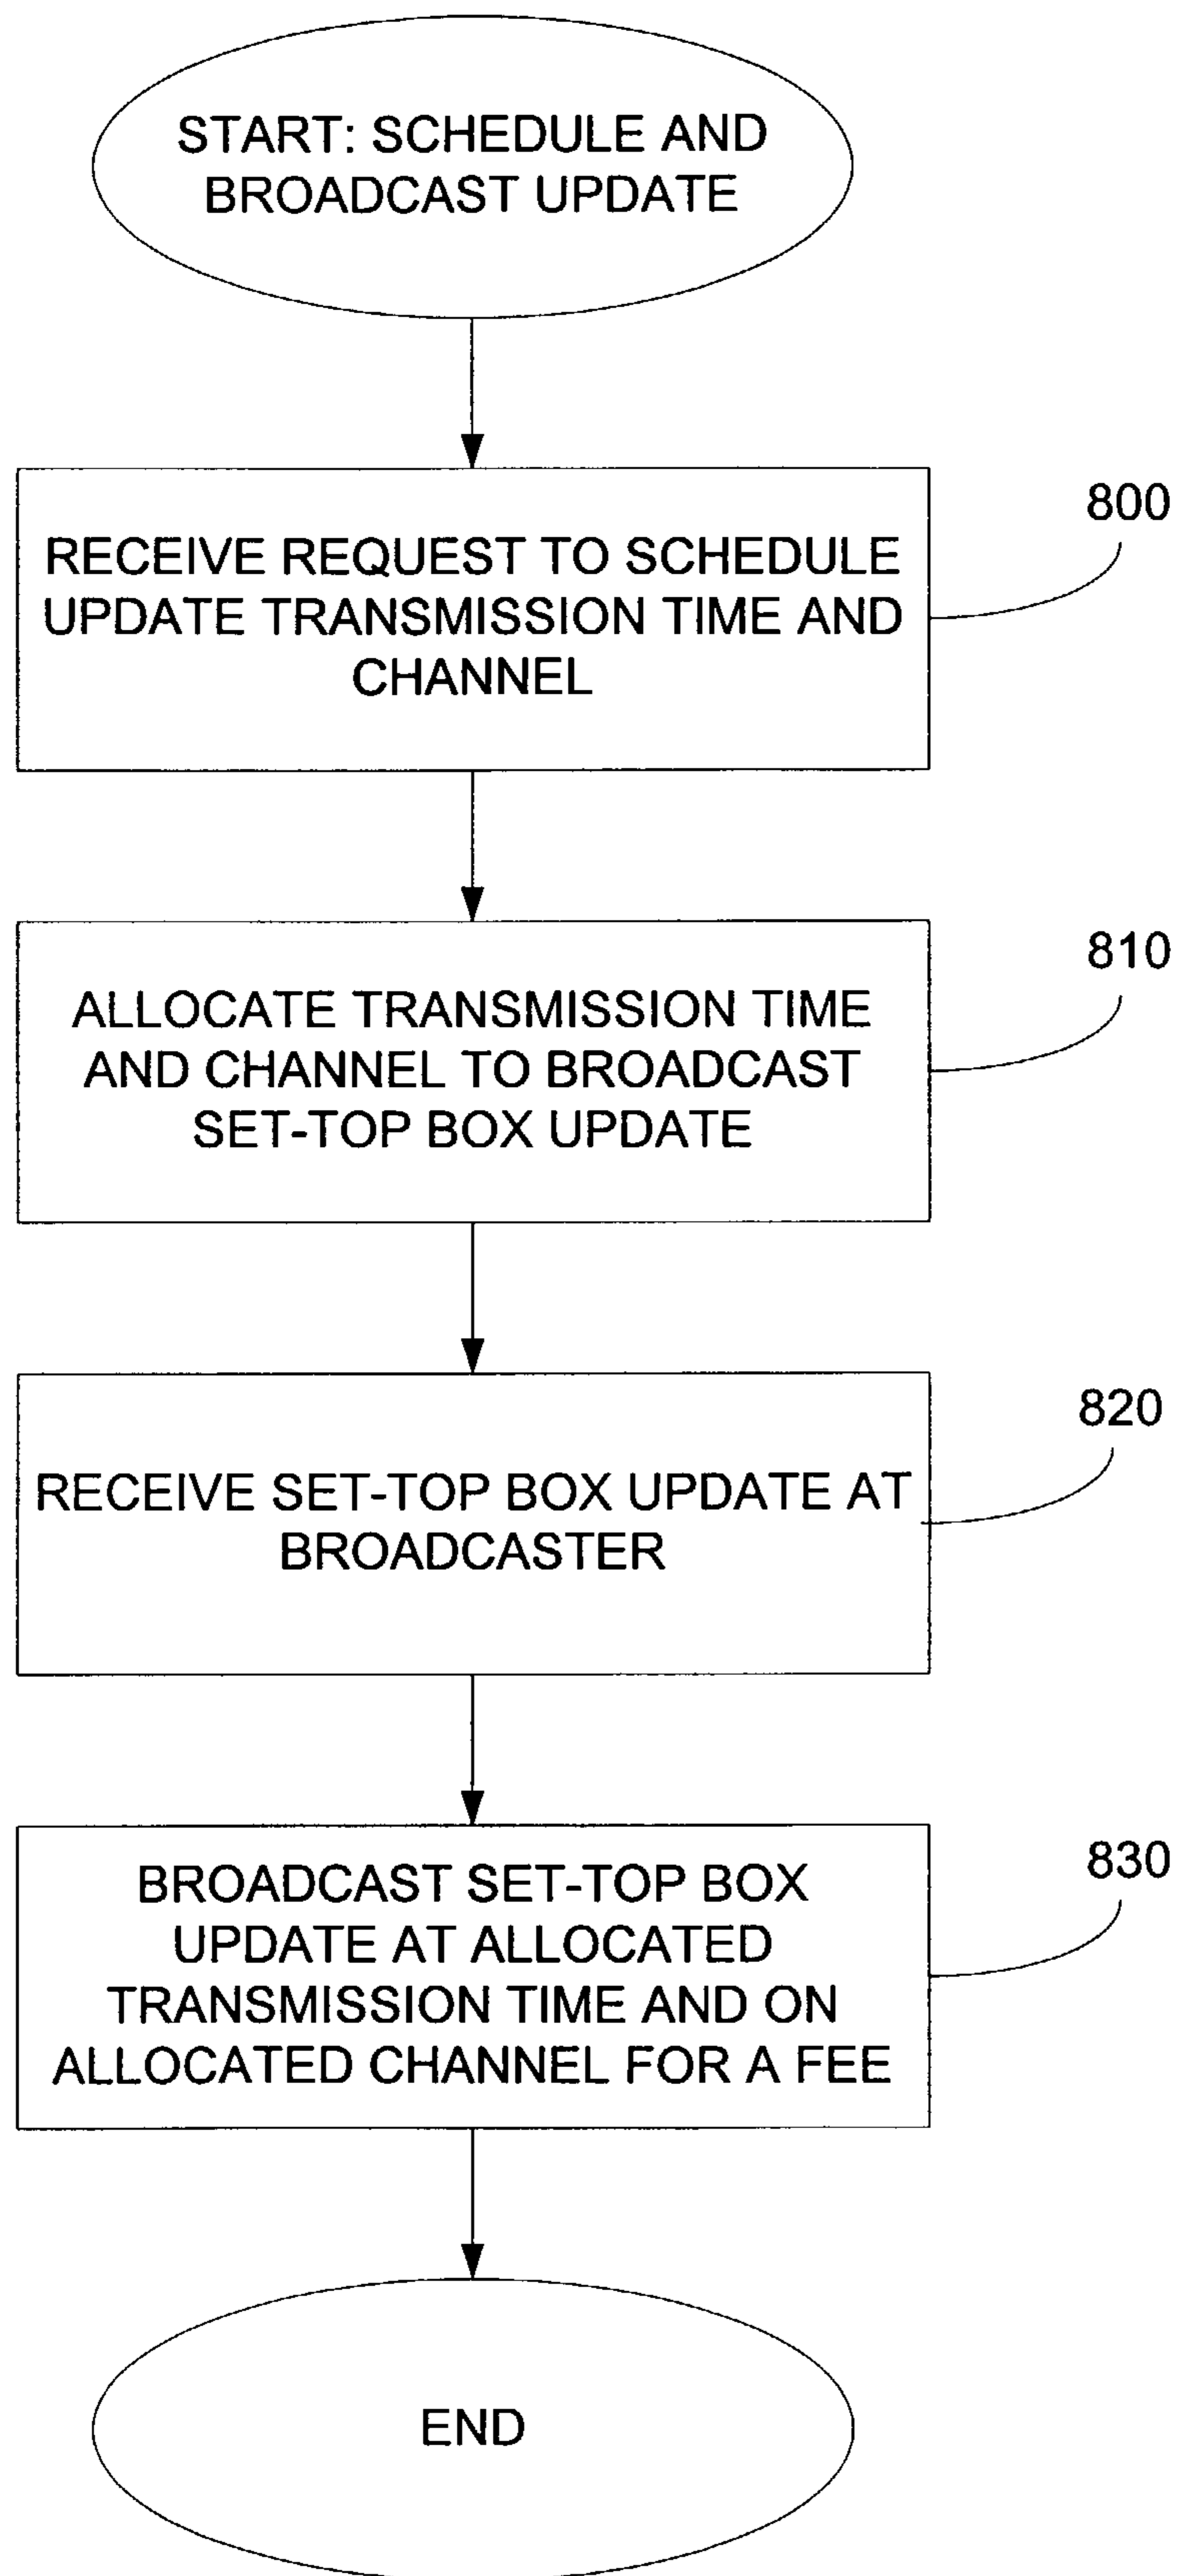 START: SCHEDULE AND
BROADCAST UPDATE
800
RECEIVE REQUEST TO SCHEDULE
UPDATE TRANSMISSION TIME AND
CHANNEL
810
ALLOCATE TRANSMISSION TIME
AND CHANNEL TO BROADCAST
SET-TOP BOX UPDATE
820
RECEIVE SET-TOP BOX UPDATE AT
BROADCASTER
830
BROADCAST SET-TOP BOX
UPDATE AT ALLOCATED
TRANSMISSION TIME AND ON
ALLOCATED CHANNEL FOR A FEE
END